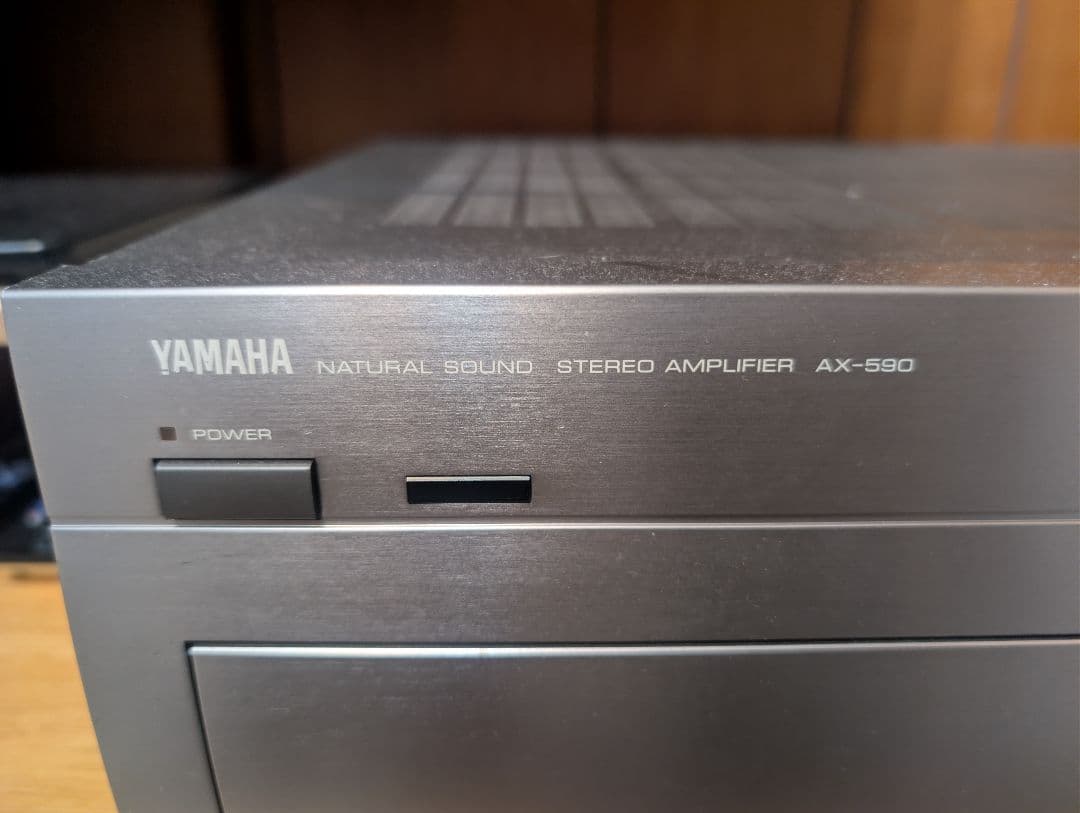 YAMAHA NATURAL SOUND STEREO AMPLIFIER AX-590
POWER